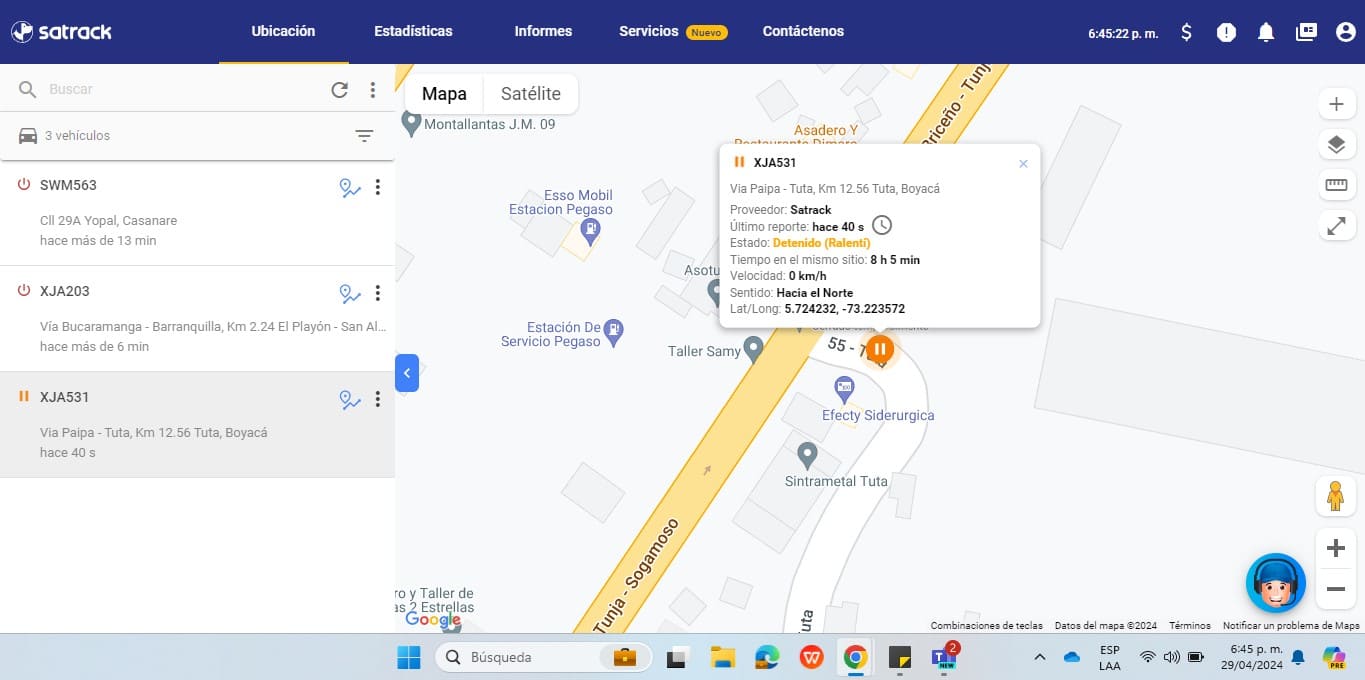 satrack
Ubicación
Estadísticas
Informes
Servicios Nuevo
Contáctenos
6:45:22 p. m.
Buscar
3 vehículos
SWM563
Cll 29A Yopal, Casanare
hace más de 13 min
XJA203
Vía Bucaramanga - Barranquilla, Km 2.24 El Playón - San Al...
hace más de 6 min
XJA531
Via Paipa - Tuta, Km 12.56 Tuta, Boyacá
hace 40 s
Mapa
Satélite
Montallantas J.M. 09
Asadero Y
Briceño - Tunj
Esso Mobil
Estacion Pegaso
XJA531
Via Paipa - Tuta, Km 12.56 Tuta, Boyacá
Proveedor: Satrack
Último reporte: hace 40 s
Estado: Detenido (Ralentí)
Tiempo en el mismo sitio: 8 h 5 min
Velocidad: 0 km/h
Sentido: Hacia el Norte
Lat/Long: 5.724232, -73.223572
Asotu
Estación De
Servicio Pegaso
Taller Samy
55 - T
100
Efecty Siderurgica
Sintrametal Tuta
Tunja - Sogamoso
ro y Taller de
as 2 Estrellas
uta
Google
Combinaciones de teclas
Datos del mapa ©2024
Términos
Notificar un problema de Maps
Búsqueda
2
NEW
ESP
LAA
6:45 p. m.
29/04/2024
PRE